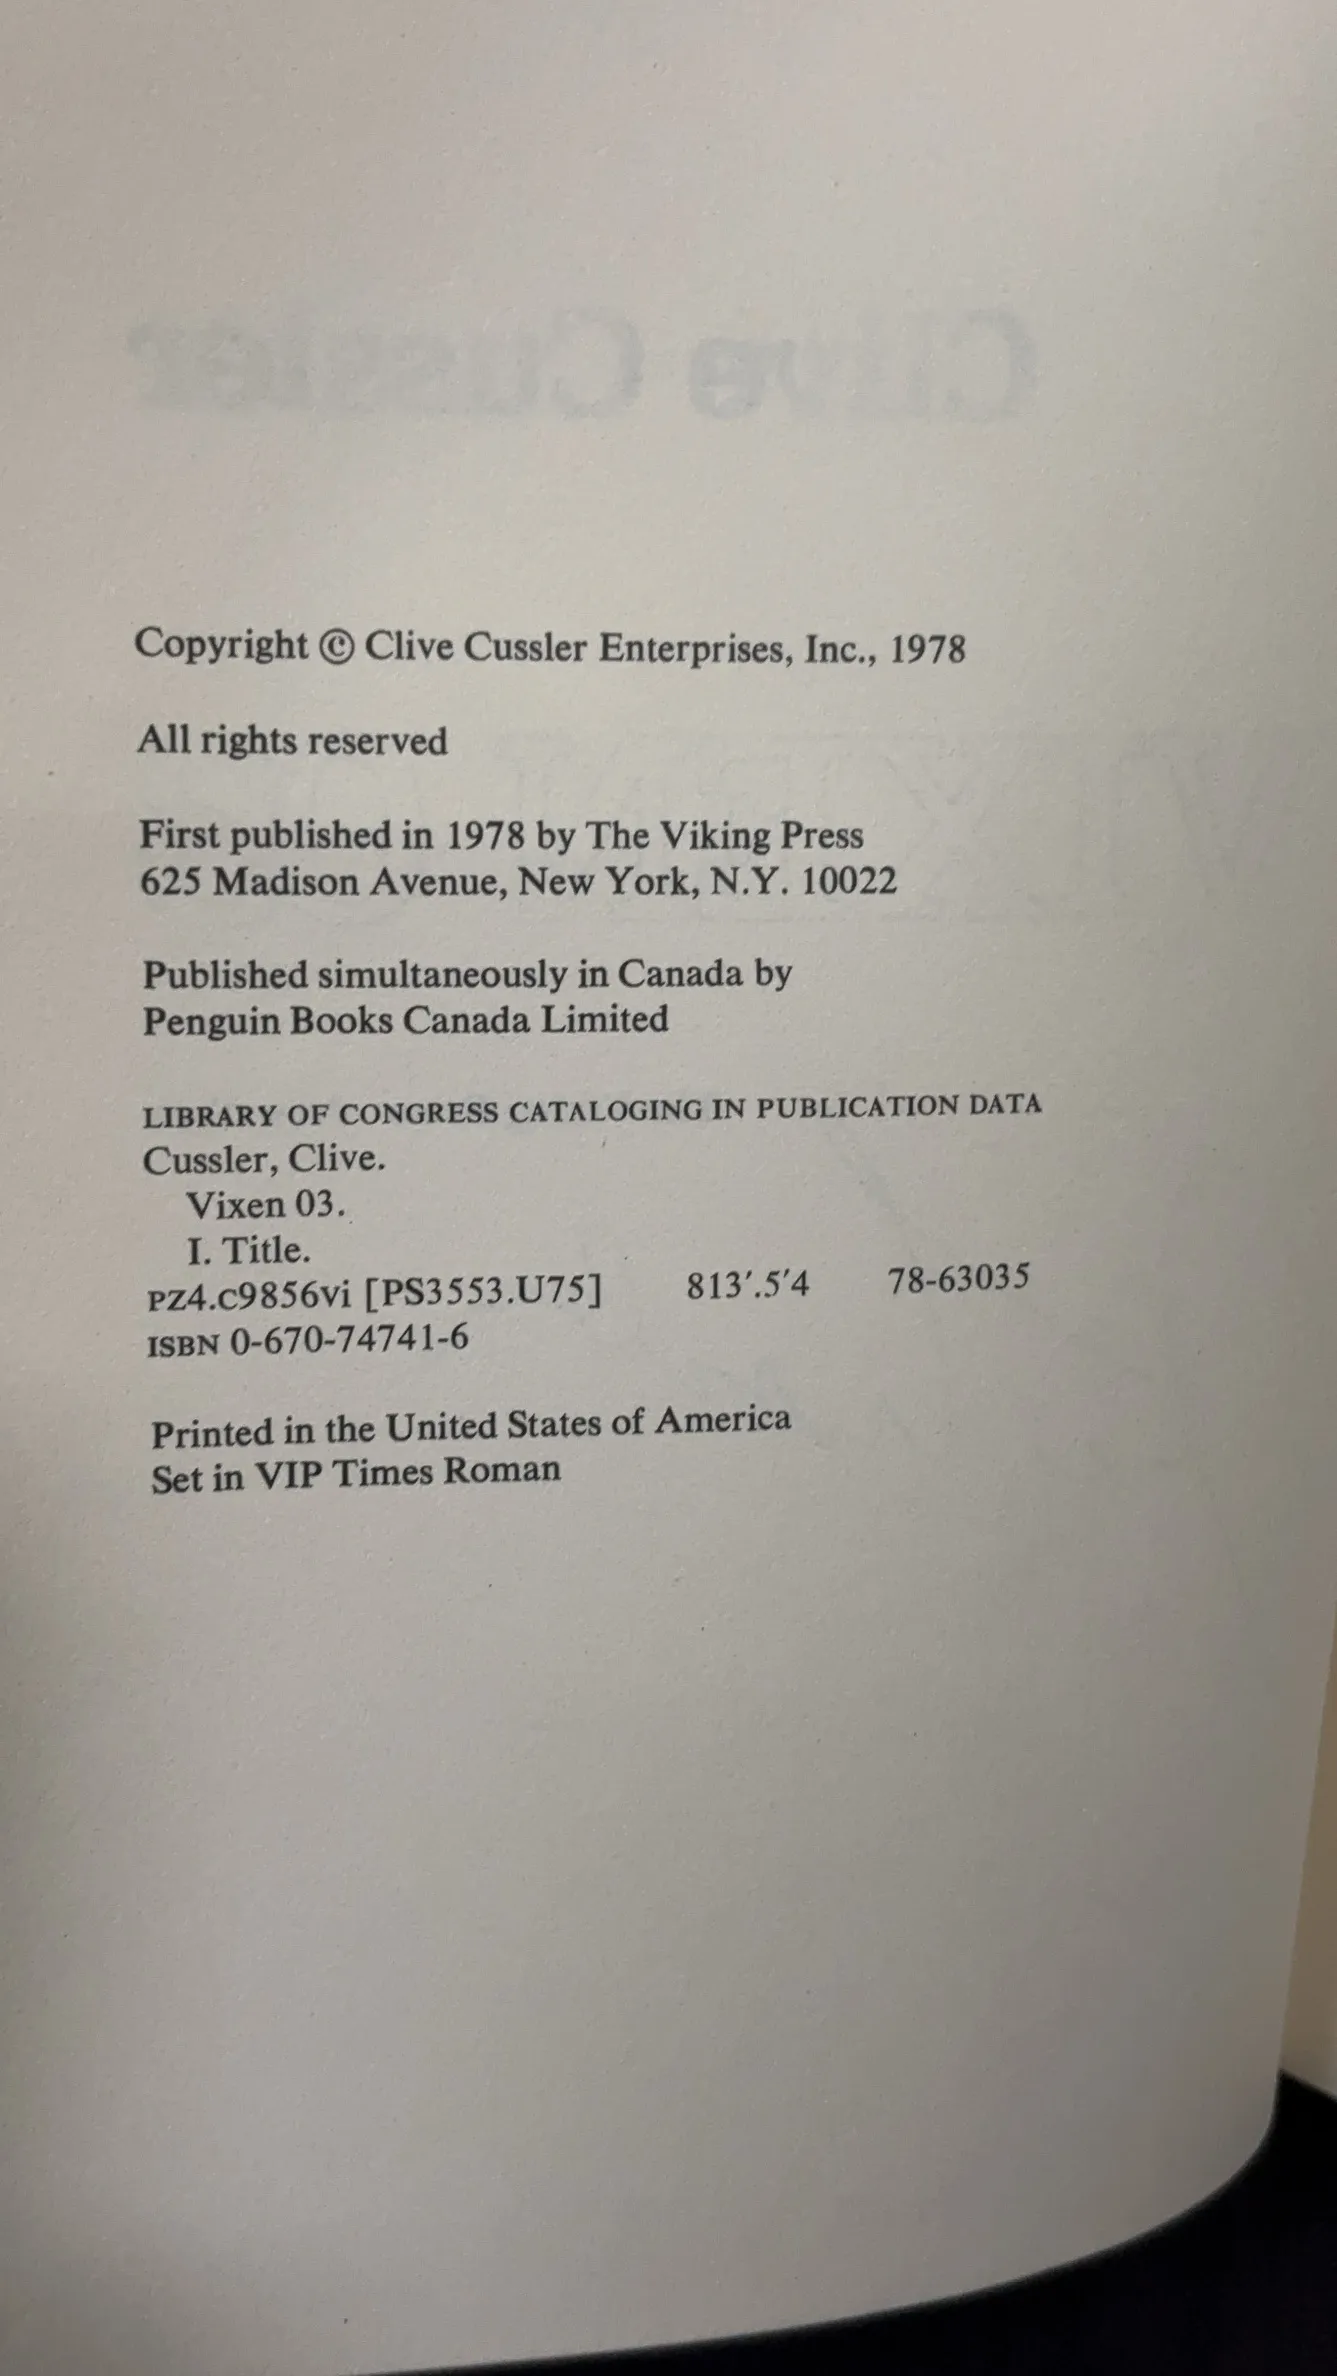 Clive Cussler
Copyright © Clive Cussler Enterprises, Inc., 1978
All rights reserved
First published in 1978 by The Viking Press
625 Madison Avenue, New York, N.Y. 10022
Published simultaneously in Canada by
Penguin Books Canada Limited
LIBRARY OF CONGRESS CATALOGING IN PUBLICATION DATA
Cussler, Clive.
Vixen 03.
I. Title.
PZ4.C9856Vi [PS3553.U75] 813′.5′4 78-63035
ISBN 0-670-74741-6
Printed in the United States of America
Set in VIP Times Roman